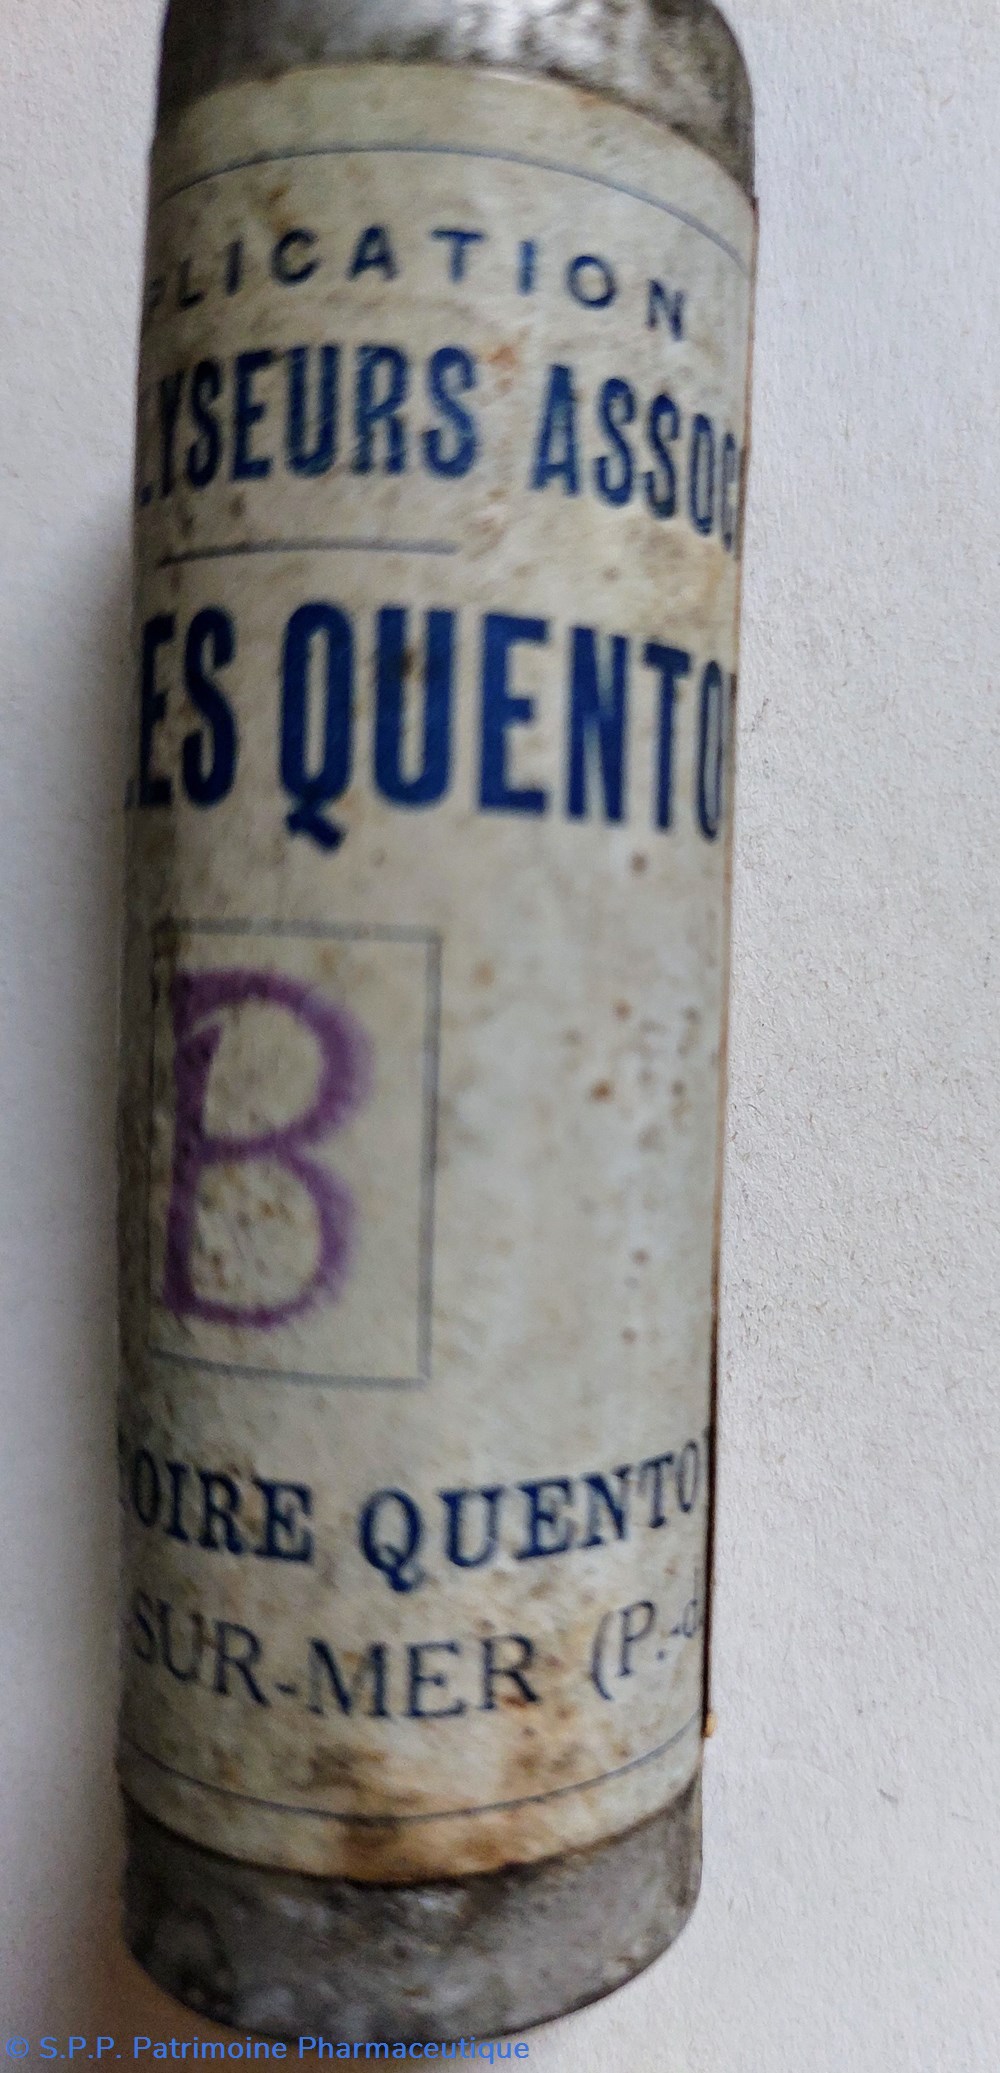 PLICATION
LYSEURS ASSOC
LES QUENTO
B
OIRE QUENTO
-SUR-MER (P.-d
© S.P.P. Patrimoine Pharmaceutique